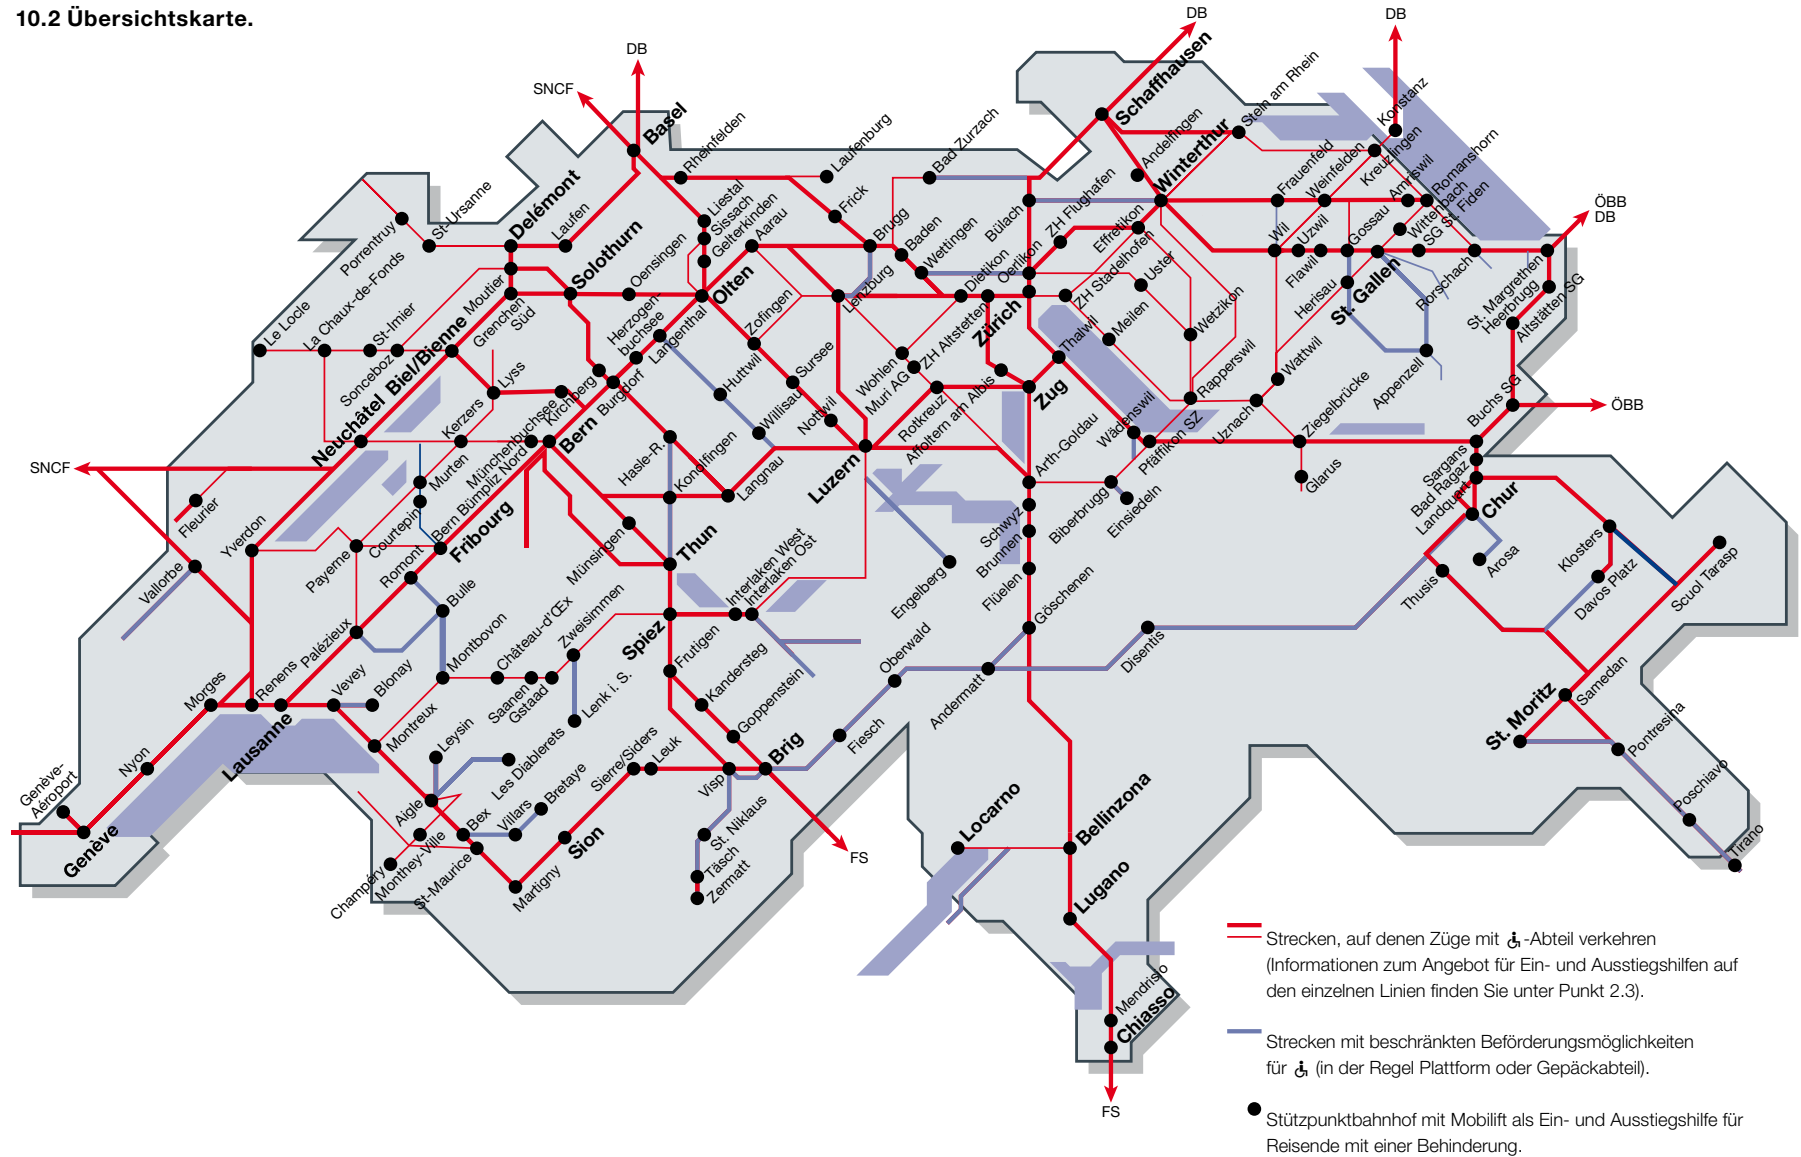 10.2 Übersichtskarte.
DB
DB
DB
SNCF
Basel
Schaffhausen
Stein am Rhein
Konstanz
Rheinfelden
Laufenburg
Bad Zurzach
Andelfingen
Winterthur
Frauenfeld
Weinfelden
Kreuzlingen
Amriswil
Romanshorn
ÖBB
DB
St-Ursanne
Delémont
Laufen
Porrentruy
Liestal
Sissach
Gelterkinden
Aarau
Frick
Brugg
Baden
Wettingen
Bülach
ZH Flughafen
Effretikon
Oerlikon
Wil
Uzwil
Flawil
Gossau
Wittenbach
SG St. Fiden
Solothurn
Oensingen
Olten
Moutier
Grenchen
Süd
La Chaux-de-Fonds
Le Locle
St-Imier
Sonceboz
Biel/Bienne
Neuchâtel
Herzogen-
buchsee
Langenthal
Zofingen
Lenzburg
Dietikon
ZH Altstetten
Zürich
ZH Stadelhofen
Uster
Wetzikon
Meilen
Thalwil
Herisau
St. Gallen
Rorschach
St. Margrethen
Heerbrugg
Altstätten SG
Lyss
Kerzers
Münchenbuchsee
Kirchberg
Burgdorf
Huttwil
Willisau
Sursee
Nottwil
Wohlen
Muri AG
Rotkreuz
Affoltern am Albis
Zug
Arth-Goldau
Wädenswil
Pfäffikon SZ
Rapperswil
Uznach
Wattwil
Ziegelbrücke
Appenzell
Buchs SG
ÖBB
SNCF
Fleurier
Yverdon
Vallorbe
Murten
Courtepin
Payerne
Bern Bümpliz Nord
Bern
Fribourg
Hasle-R.
Konolfingen
Langnau
Luzern
Biberbrugg
Einsiedeln
Glarus
Sargans
Bad Ragaz
Landquart
Chur
Münsingen
Thun
Interlaken West
Interlaken Ost
Engelberg
Schwyz
Brunnen
Flüelen
Göschenen
Arosa
Klosters
Davos Platz
Scuol Tarasp
Thusis
Romont
Palézieux
Bulle
Montbovon
Château-d'Œx
Saanen
Gstaad
Zweisimmen
Lenk i. S.
Spiez
Frutigen
Kandersteg
Goppenstein
Oberwald
Fiesch
Andermatt
Disentis
Samedan
St. Moritz
Pontresina
Poschiavo
Tirano
Morges
Renens
Lausanne
Vevey
Blonay
Montreux
Nyon
Genève-
Aéroport
Genève
Leysin
Les Diablerets
Aigle
Bex
Villars
Bretaye
Monthey-Ville
Champéry
St-Maurice
Martigny
Sion
Sierre/Siders
Leuk
Visp
Brig
St. Niklaus
Täsch
Zermatt
FS
Locarno
Bellinzona
Lugano
Mendrisio
Chiasso
FS
Strecken, auf denen Züge mit -Abteil verkehren
(Informationen zum Angebot für Ein- und Ausstiegshilfen auf
den einzelnen Linien finden Sie unter Punkt 2.3).
Strecken mit beschränkten Beförderungsmöglichkeiten
für (in der Regel Plattform oder Gepäckabteil).
Stützpunktbahnhof mit Mobilift als Ein- und Ausstiegshilfe für
Reisende mit einer Behinderung.